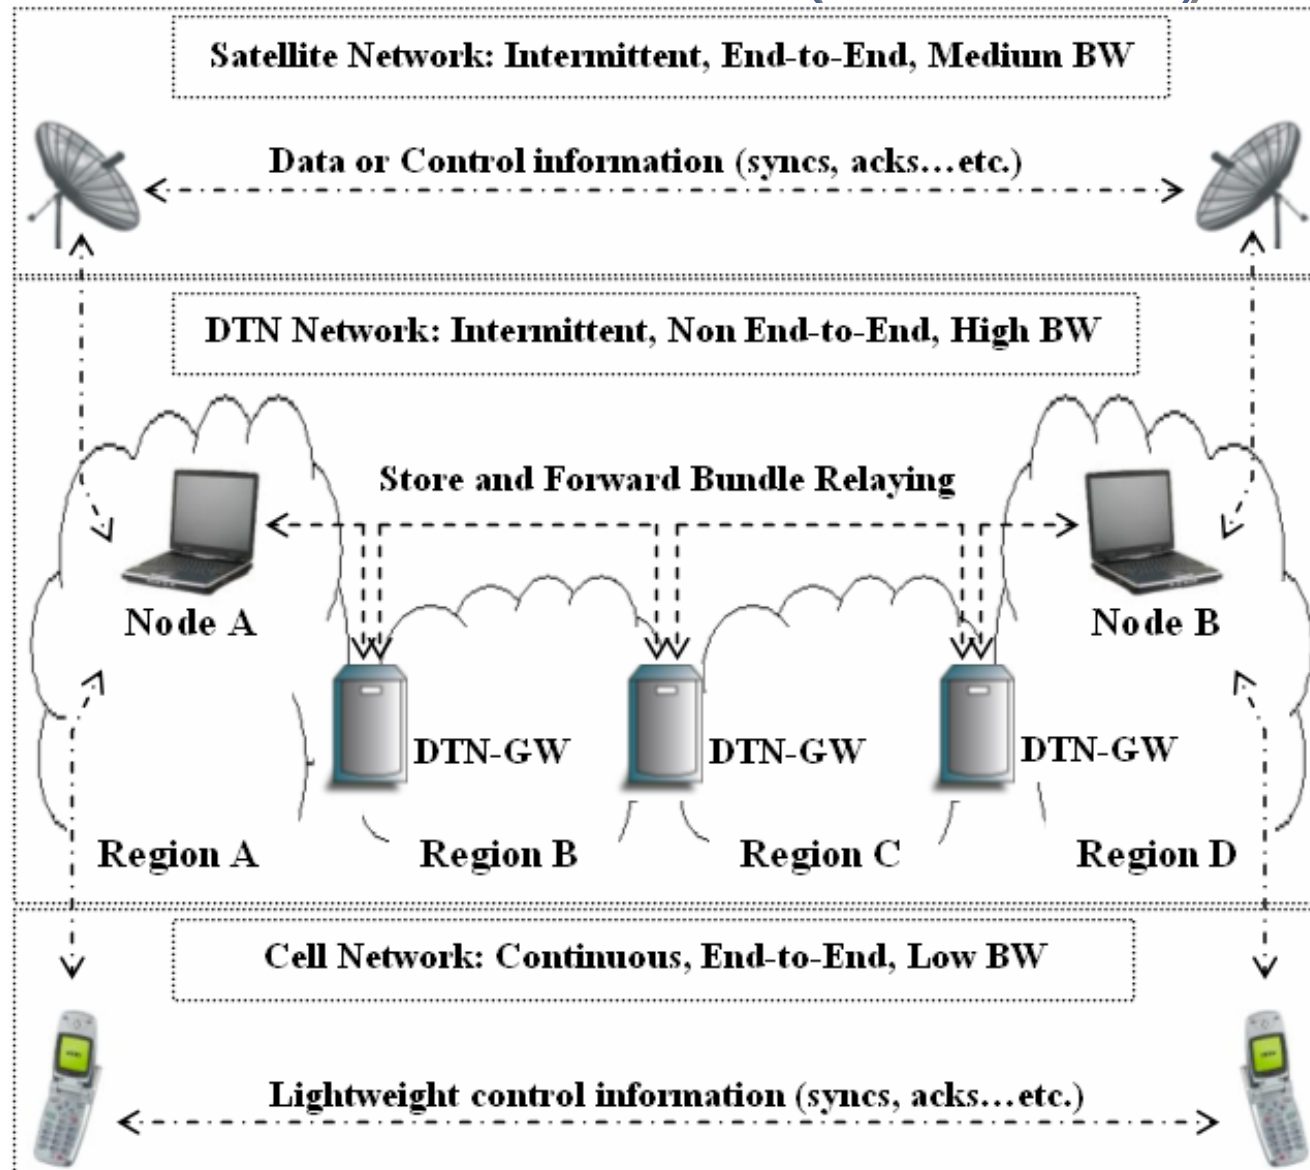 Satellite Network: Intermittent, End-to-End, Medium BW
Data or Control information (syncs, acks…etc.)
DTN Network: Intermittent, Non End-to-End, High BW
Store and Forward Bundle Relaying
Node A
Node B
DTN-GW
DTN-GW
DTN-GW
Region A
Region B
Region C
Region D
Cell Network: Continuous, End-to-End, Low BW
Lightweight control information (syncs, acks…etc.)